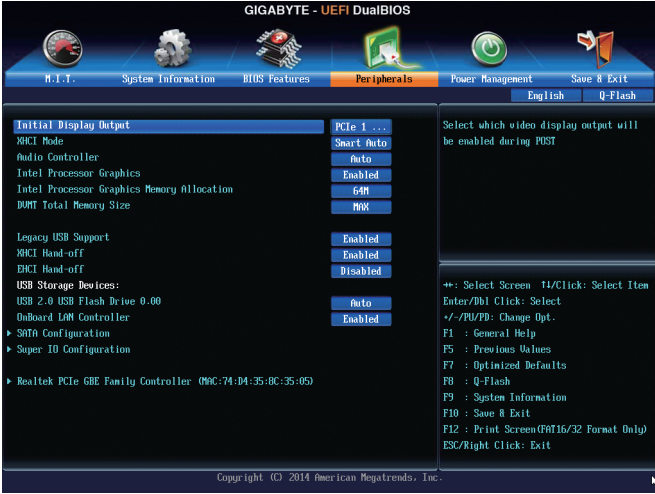 GIGABYTE - UEFI DualBIOS
M.I.T. System Information BIOS Features Peripherals Power Management Save & Exit
English Q-Flash
Initial Display Output PCIe 1 ...
XHCI Mode Smart Auto
Audio Controller Auto
Intel Processor Graphics Enabled
Intel Processor Graphics Memory Allocation 64M
DVMT Total Memory Size MAX
Legacy USB Support Enabled
XHCI Hand-off Enabled
EHCI Hand-off Disabled
USB Storage Devices:
USB 2.0 USB Flash Drive 0.00 Auto
OnBoard LAN Controller Enabled
SATA Configuration
Super IO Configuration
Realtek PCIe GBE Family Controller (MAC:74:D4:35:8C:35:05)
Select which video display output will
be enabled during POST
→←: Select Screen ↑↓/Click: Select Item
Enter/Dbl Click: Select
+/-/PU/PD: Change Opt.
F1 : General Help
F5 : Previous Values
F7 : Optimized Defaults
F8 : Q-Flash
F9 : System Information
F10 : Save & Exit
F12 : Print Screen(FAT16/32 Format Only)
ESC/Right Click: Exit
Copyright (C) 2014 American Megatrends, Inc.